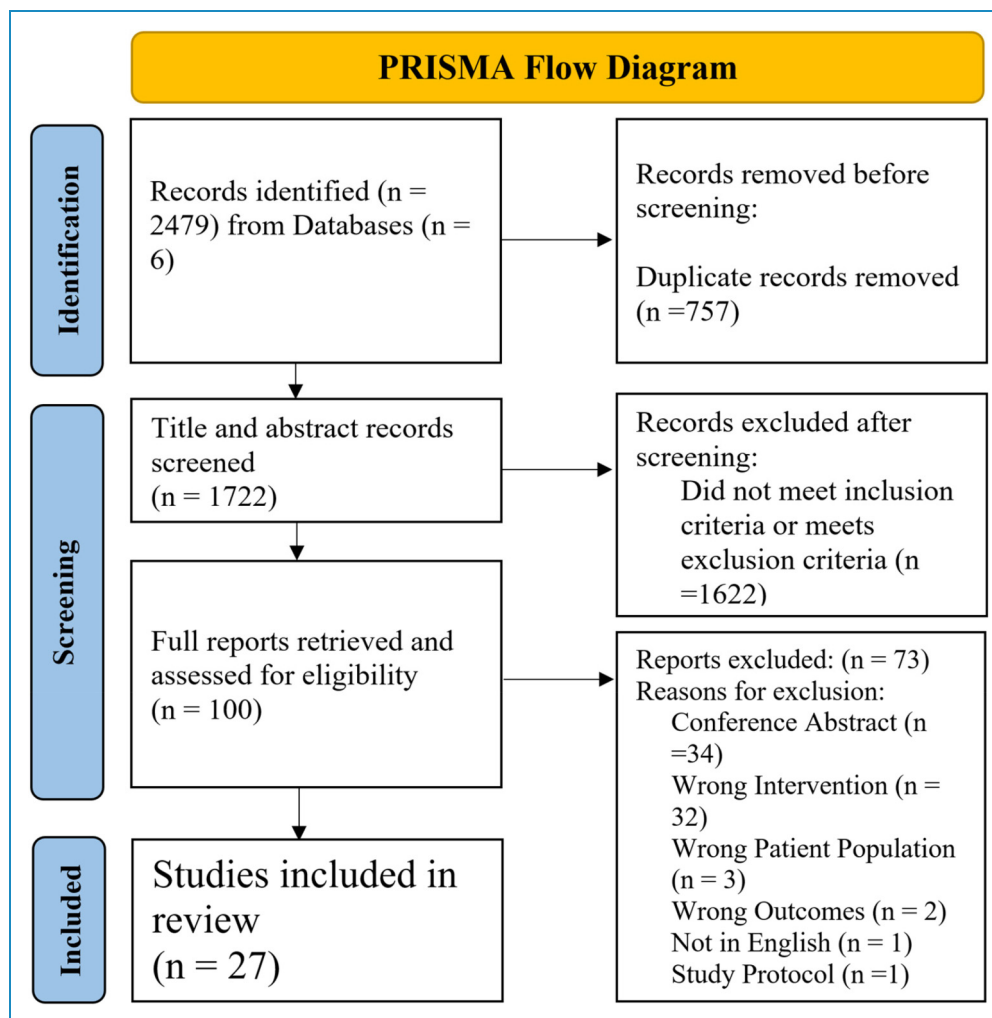 PRISMA Flow Diagram
Identification
Records identified (n =
2479) from Databases (n =
6)
Records removed before
screening:
Duplicate records removed
(n =757)
Screening
Title and abstract records
screened
(n = 1722)
Records excluded after
screening:
Did not meet inclusion
criteria or meets
exclusion criteria (n
=1622)
Full reports retrieved and
assessed for eligibility
(n = 100)
Reports excluded: (n = 73)
Reasons for exclusion:
Conference Abstract (n
=34)
Wrong Intervention (n =
32)
Wrong Patient Population
(n = 3)
Wrong Outcomes (n = 2)
Not in English (n = 1)
Study Protocol (n =1)
Included
Studies included in
review
(n = 27)